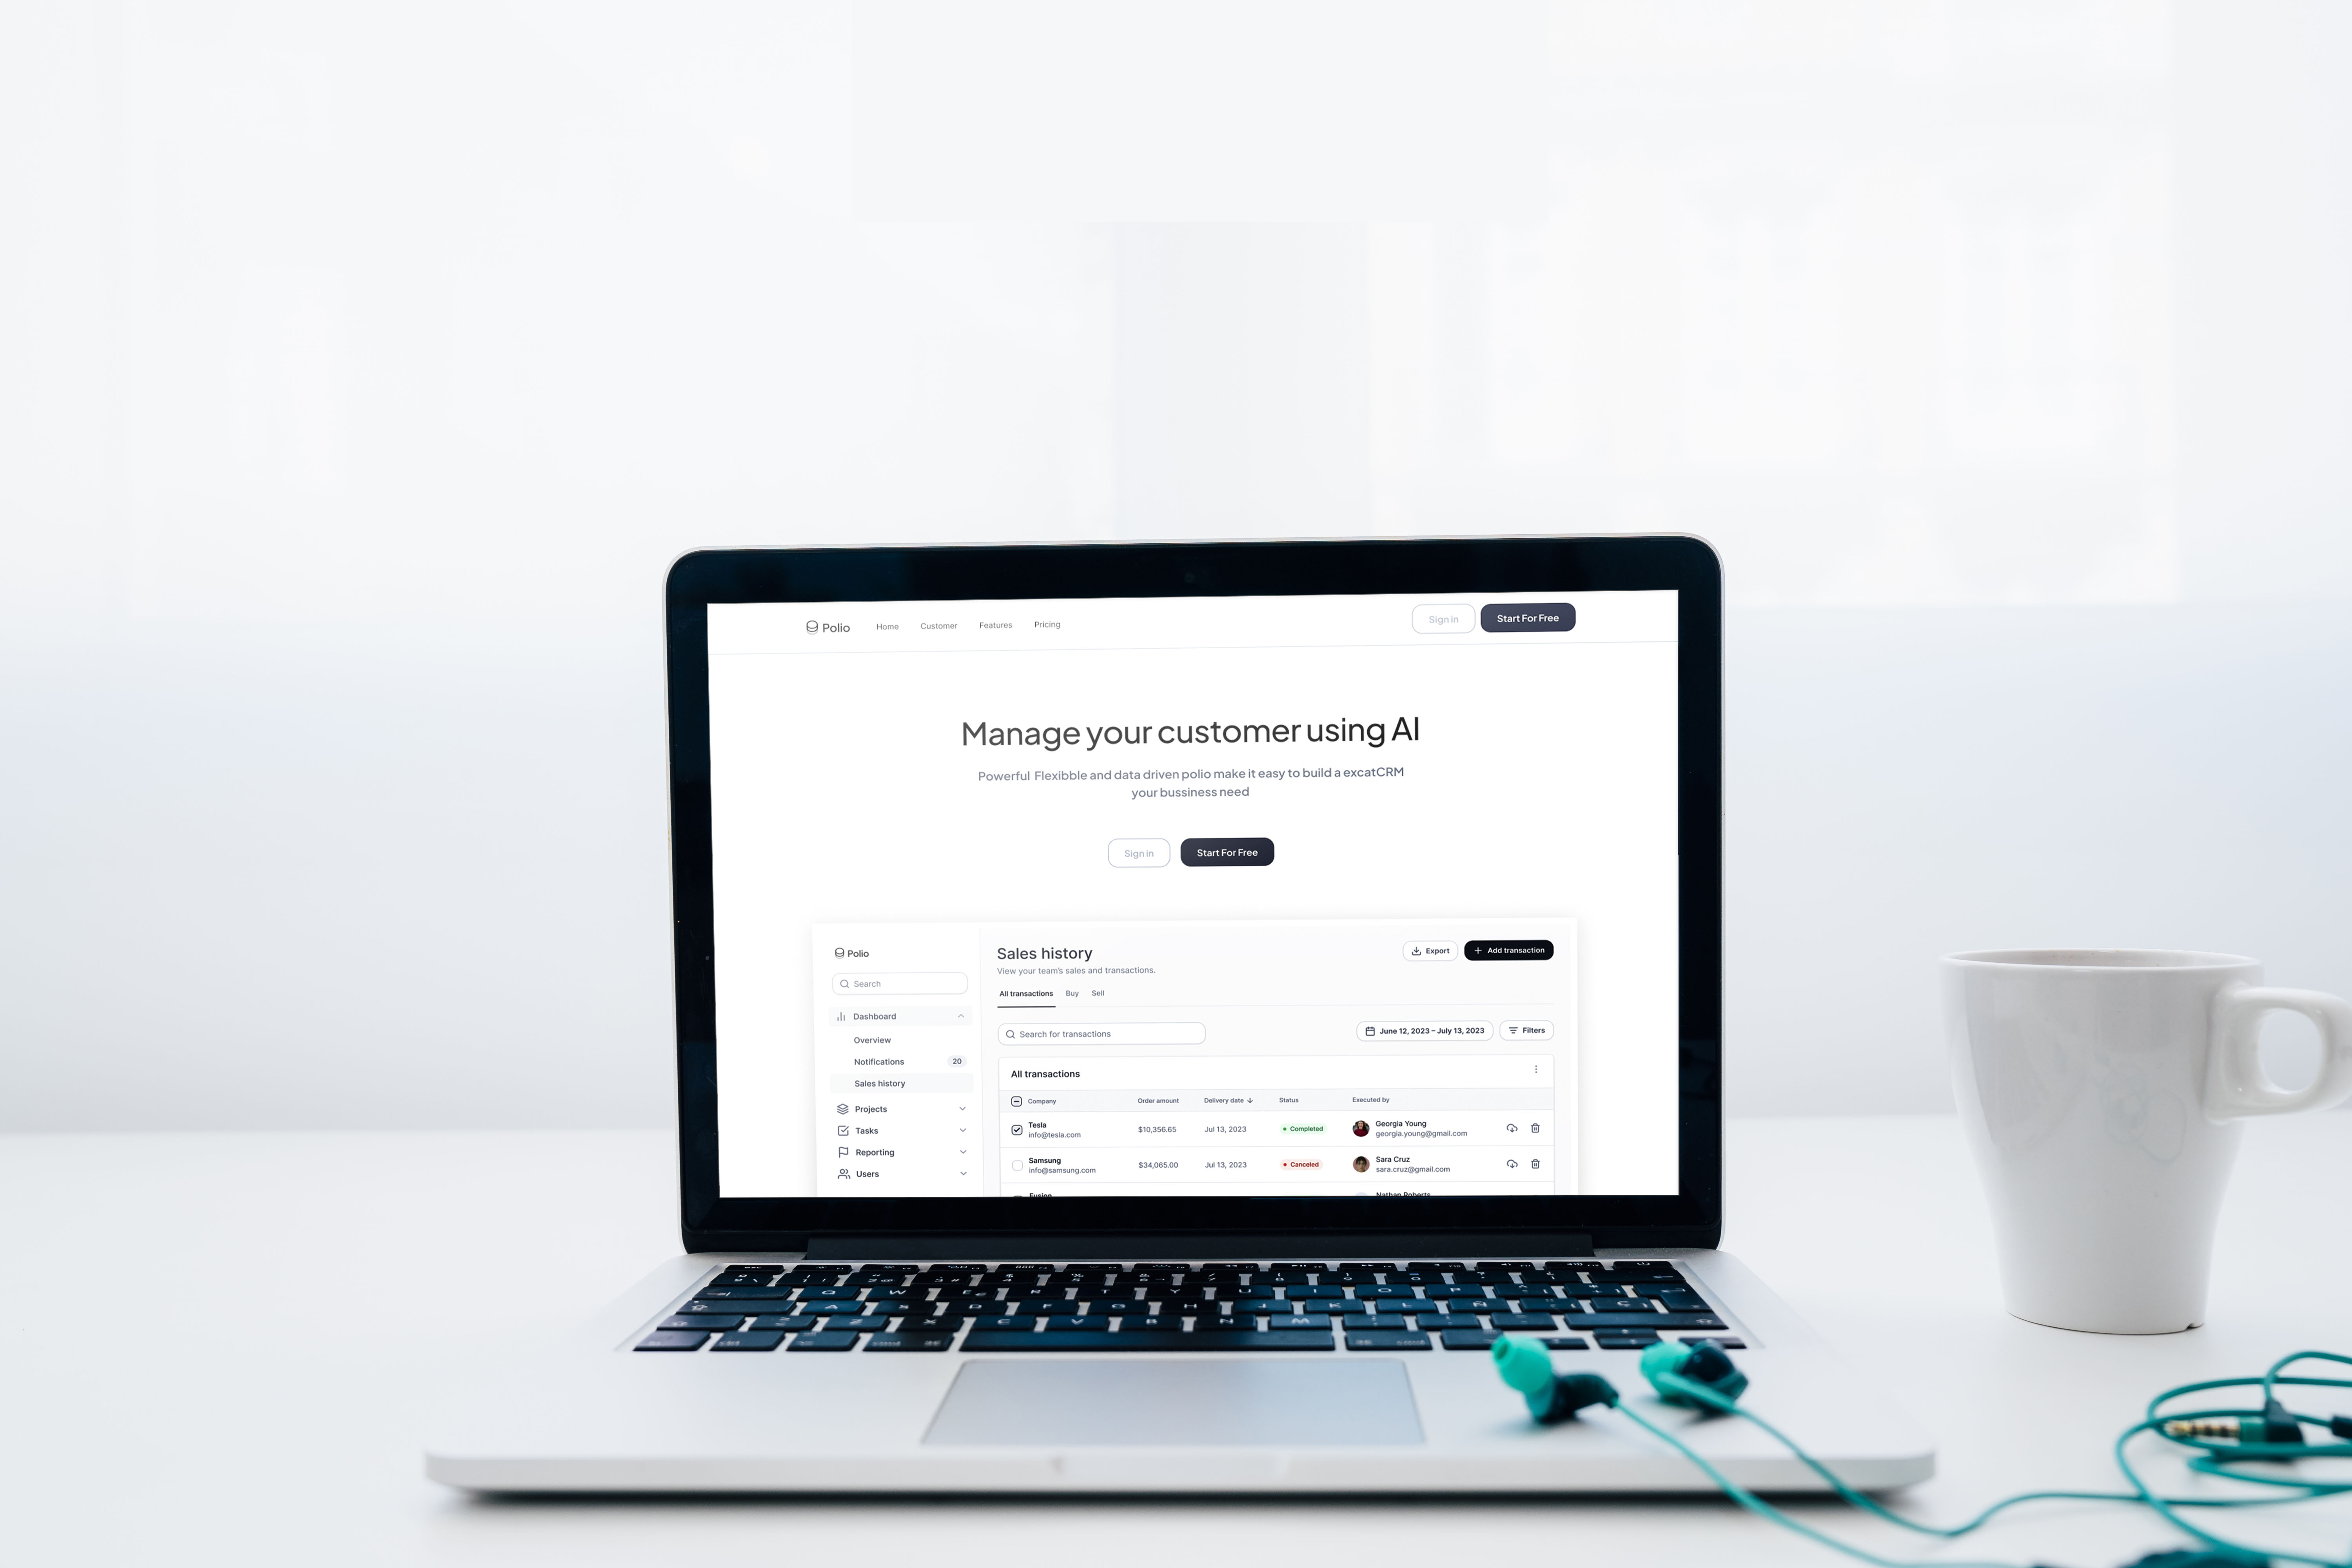 Polio
Home
Customer
Features
Pricing
Sign in
Start For Free
Manage your customer using AI
Powerful Flexibble and data driven polio make it easy to build a excatCRM
your bussiness need
Sign in
Start For Free
Polio
Search
Dashboard
Overview
Notifications
20
Sales history
Projects
Tasks
Reporting
Users
Sales history
View your team's sales and transactions.
Export
Add transaction
All transactions
Buy
Sell
Search for transactions
June 12, 2023 – July 13, 2023
Filters
All transactions
Company
Order amount
Delivery date
Status
Executed by
Tesla
info@tesla.com
$10,356.65
Jul 13, 2023
Completed
Georgia Young
georgia.young@gmail.com
Samsung
info@samsung.com
$34,065.00
Jul 13, 2023
Canceled
Sara Cruz
sara.cruz@gmail.com
Fusion
Nathan Roberts
Q W E R T Y U I O P
A S D F G H J K L Ñ
Z X C V B N M